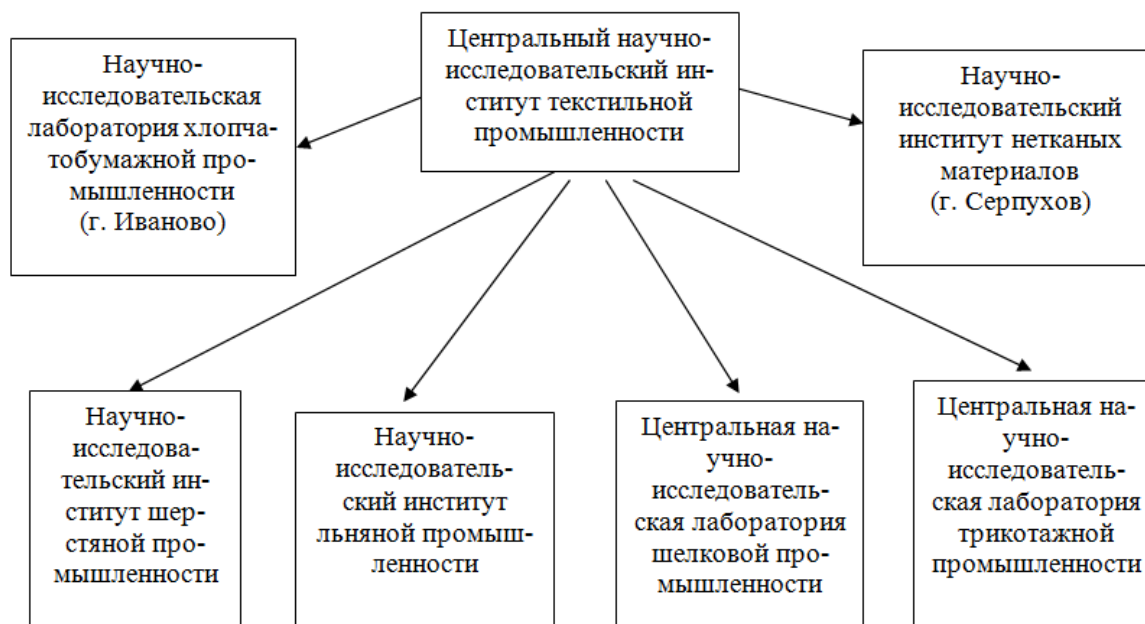 Научно-
исследовательская
лаборатория хлопча-
тобумажной про-
мышленности
(г. Иваново)
Центральный научно-
исследовательский ин-
ститут текстильной
промышленности
Научно-
исследовательский
институт нетканых
материалов
(г. Серпухов)
Научно-
исследова-
тельский ин-
ститут шер-
стяной про-
мышленности
Научно-
исследователь-
ский институт
льняной промыш-
ленности
Центральная на-
учно-
исследователь-
ская лаборатория
шелковой про-
мышленности
Центральная на-
учно-
исследователь-
ская лаборатория
трикотажной
промышленности